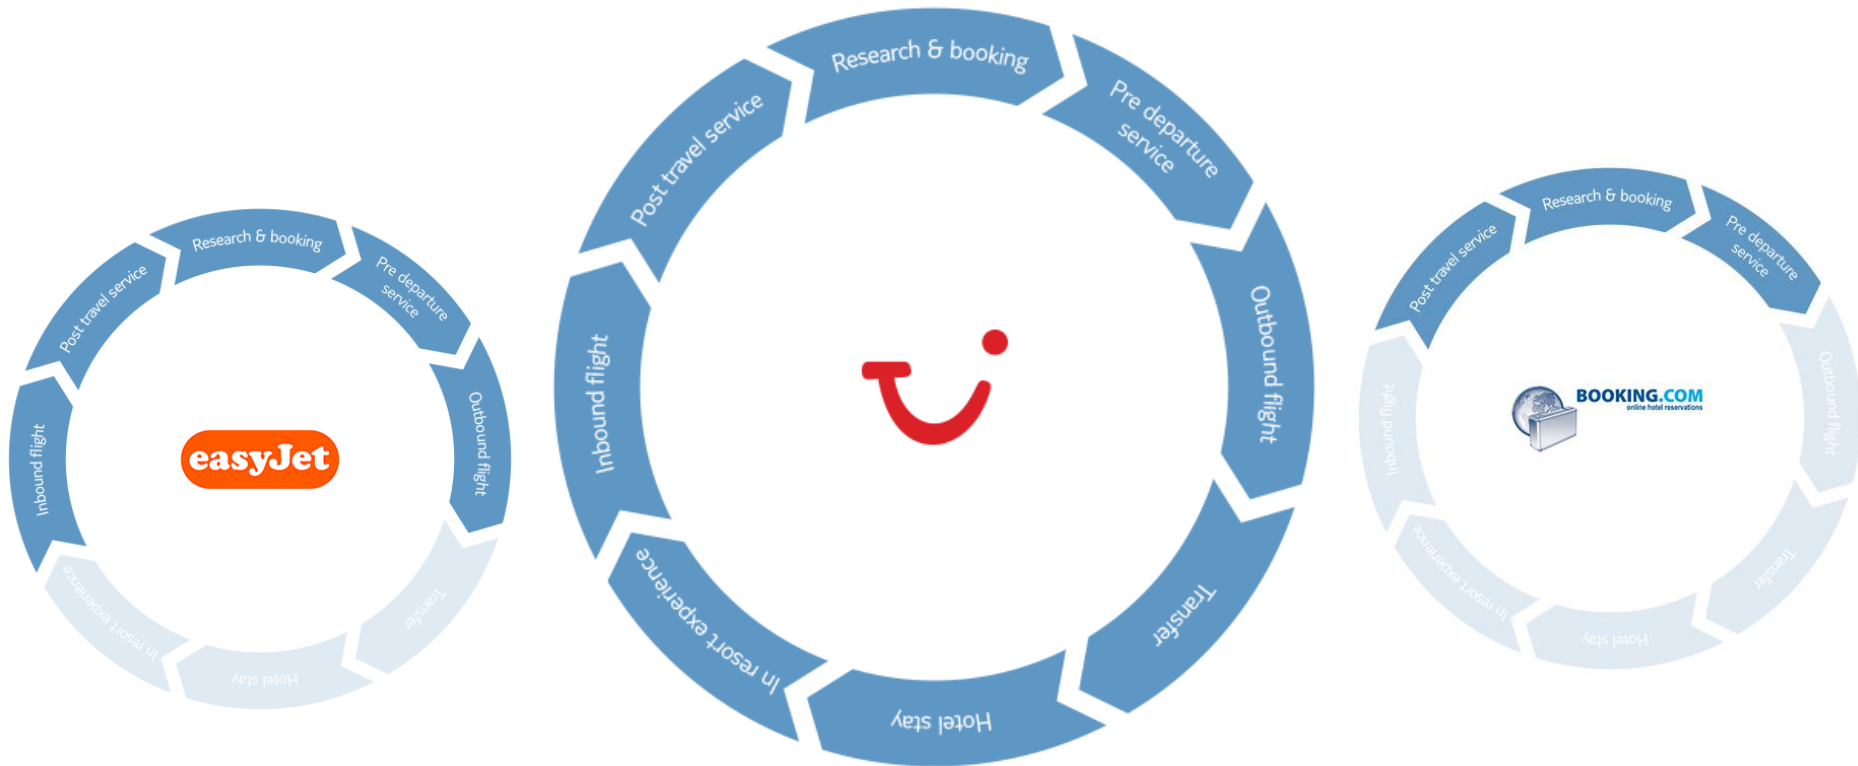 Research & booking
Pre departure
service
Outbound flight
Transfer
Hotel stay
In resort experience
Inbound flight
Post travel service
easyJet
Research & booking
Pre departure
service
Outbound flight
Transfer
Hotel stay
In resort experience
Inbound flight
Post travel service
Research & booking
Pre departure
service
Outbound flight
Transfer
Hotel stay
In resort experience
Inbound flight
Post travel service
BOOKING.COM
online hotel reservations